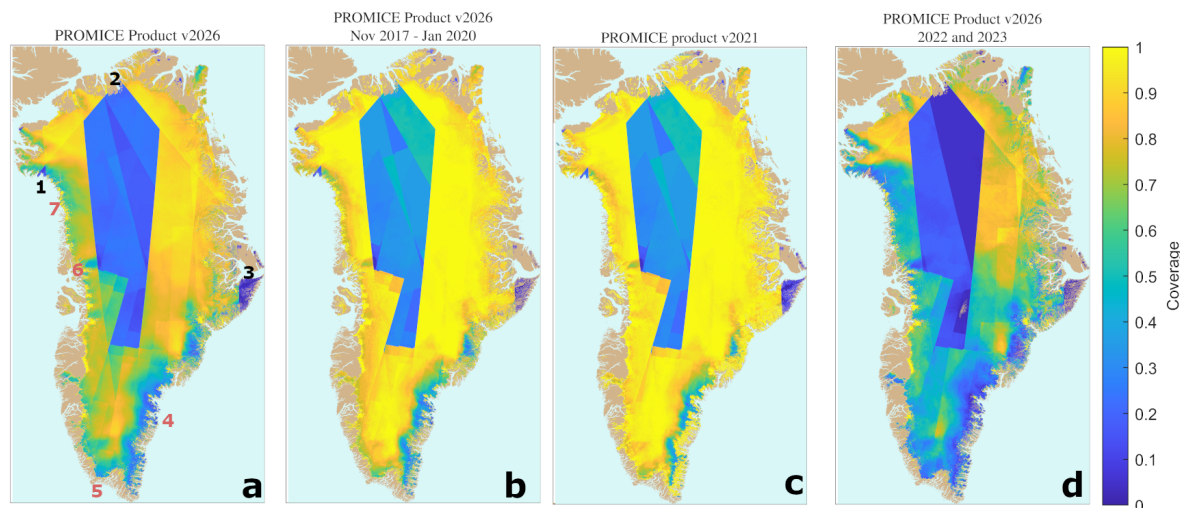 PROMICE Product v2026
PROMICE Product v2026
Nov 2017 - Jan 2020
PROMICE product v2021
PROMICE Product v2026
2022 and 2023
1
2
3
4
5
6
7
a
b
c
d
1
0.9
0.8
0.7
0.6
0.5
0.4
0.3
0.2
0.1
0
Coverage